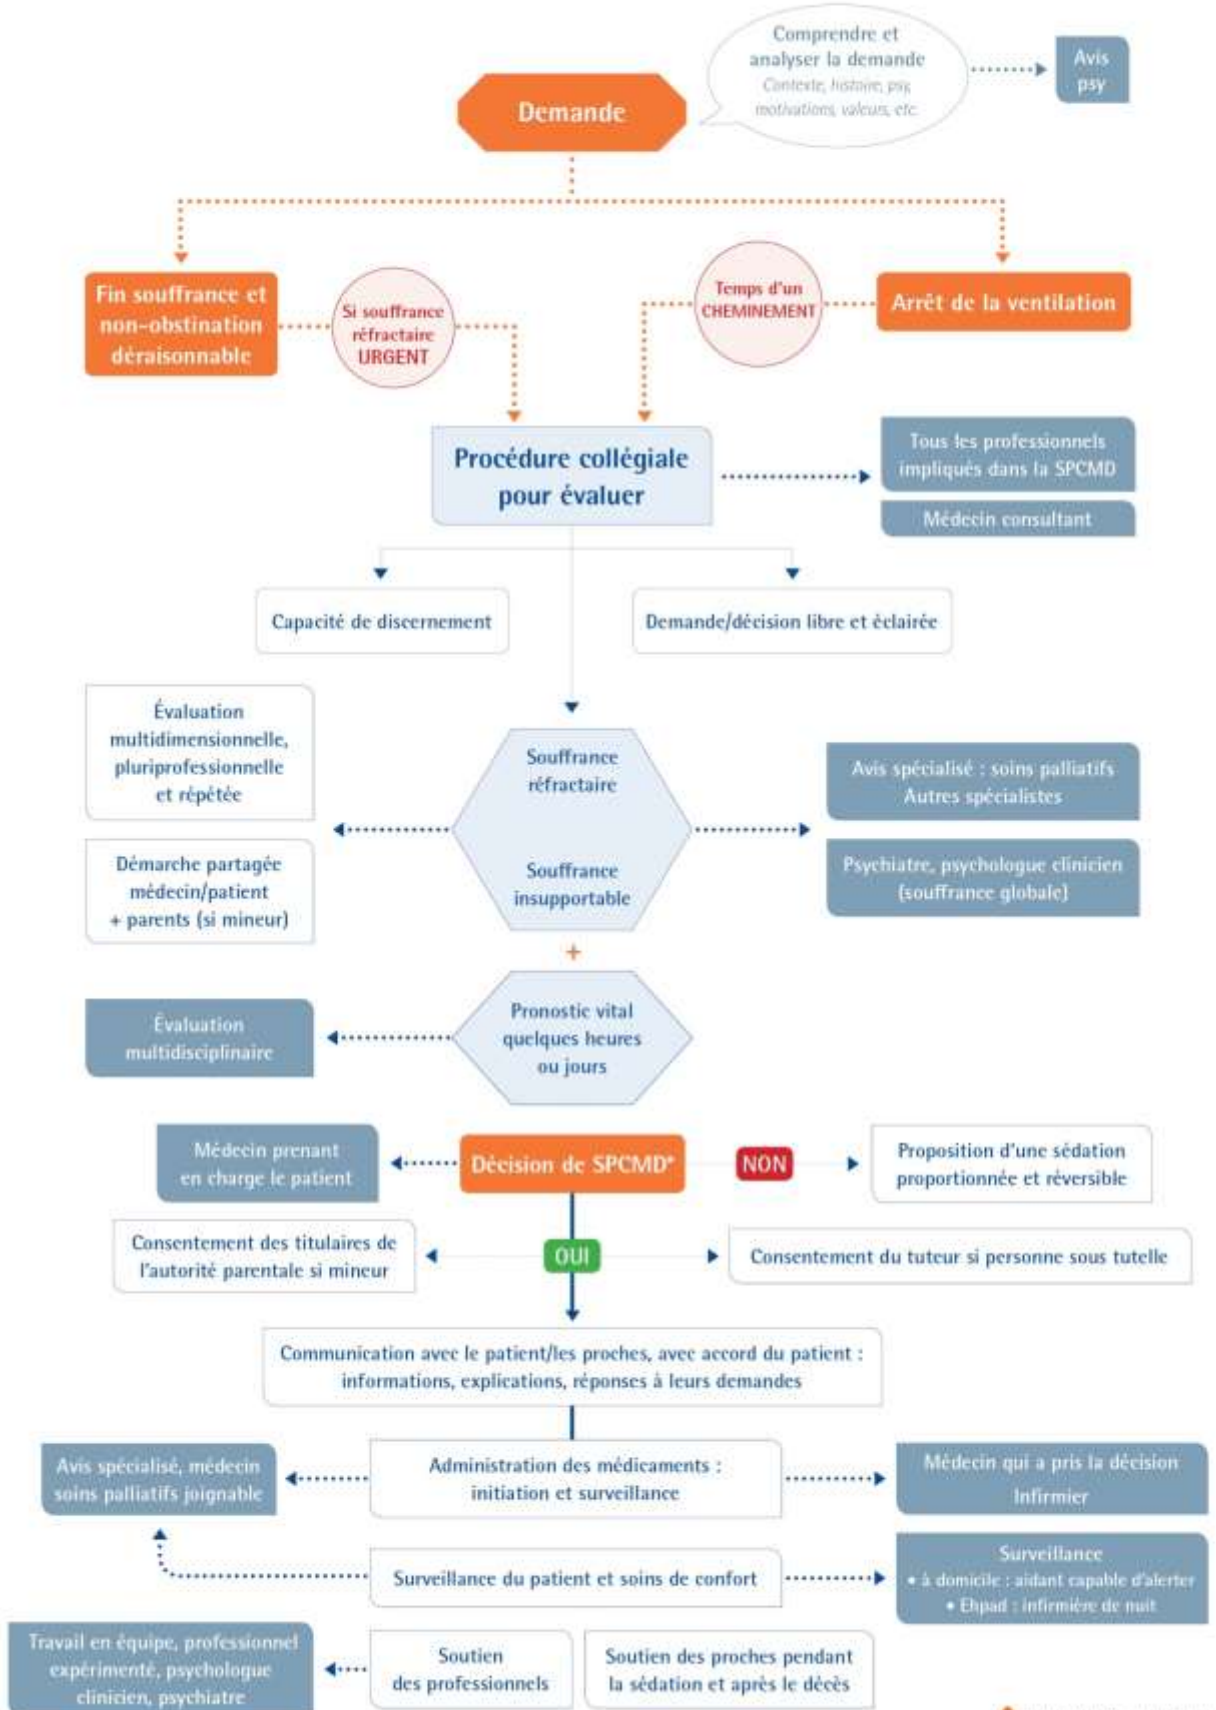 Comprendre et
analyser la demande
Contexte, histoire, psy,
motivations, valeurs, etc.
Avis
psy
Demande
Fin souffrance et
non-obstination
déraisonnable
Si souffrance
réfractaire
URGENT
Temps d'un
CHEMINEMENT
Arrêt de la ventilation
Procédure collégiale
pour évaluer
Tous les professionnels
impliqués dans la SPCMD
Médecin consultant
Capacité de discernement
Demande/décision libre et éclairée
Évaluation
multidimensionnelle,
pluriprofessionnelle
et répétée
Démarche partagée
médecin/patient
+ parents (si mineur)
Souffrance
réfractaire
Souffrance
insupportable
Avis spécialisé : soins palliatifs
Autres spécialistes
Psychiatre, psychologue clinicien
(souffrance globale)
+
Évaluation
multidisciplinaire
Pronostic vital
quelques heures
ou jours
Médecin prenant
en charge le patient
Décision de SPCMD*
NON
Proposition d'une sédation
proportionnée et réversible
Consentement des titulaires de
l'autorité parentale si mineur
OUI
Consentement du tuteur si personne sous tutelle
Communication avec le patient/les proches, avec accord du patient :
informations, explications, réponses à leurs demandes
Avis spécialisé, médecin
soins palliatifs joignable
Administration des médicaments :
initiation et surveillance
Médecin qui a pris la décision
Infirmier
Surveillance du patient et soins de confort
Surveillance
• à domicile : aidant capable d'alerter
• Ehpad : infirmière de nuit
Travail en équipe, professionnel
expérimenté, psychologue
clinicien, psychiatre
Soutien
des professionnels
Soutien des proches pendant
la sédation et après le décès